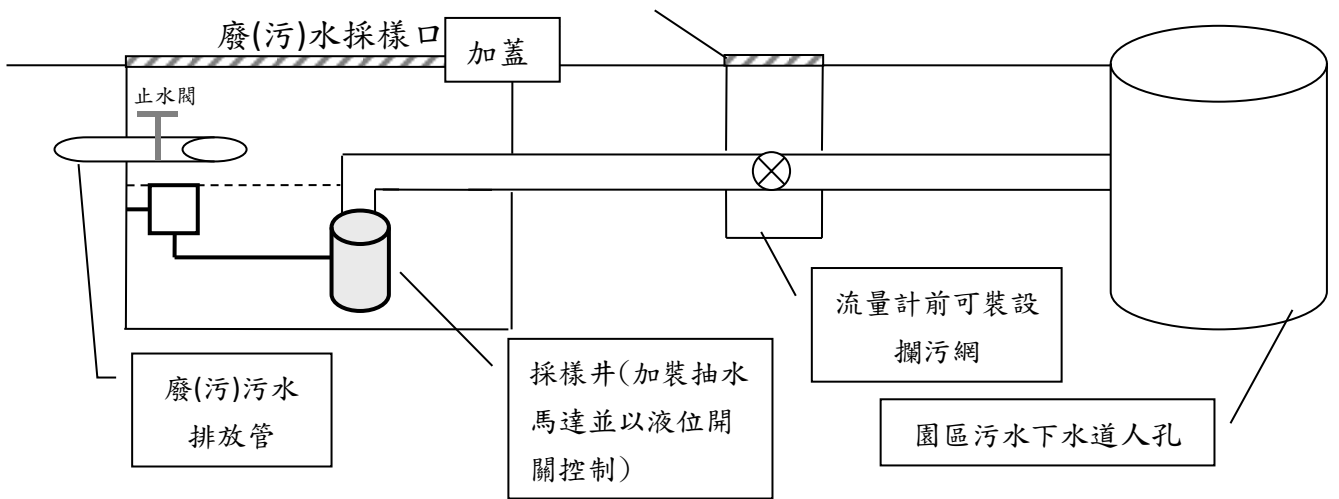 廢(污)水採樣口
加蓋
止水閥
流量計前可裝設
攔污網
廢(污)污水
排放管
採樣井(加裝抽水
馬達並以液位開
關控制)
園區污水下水道人孔